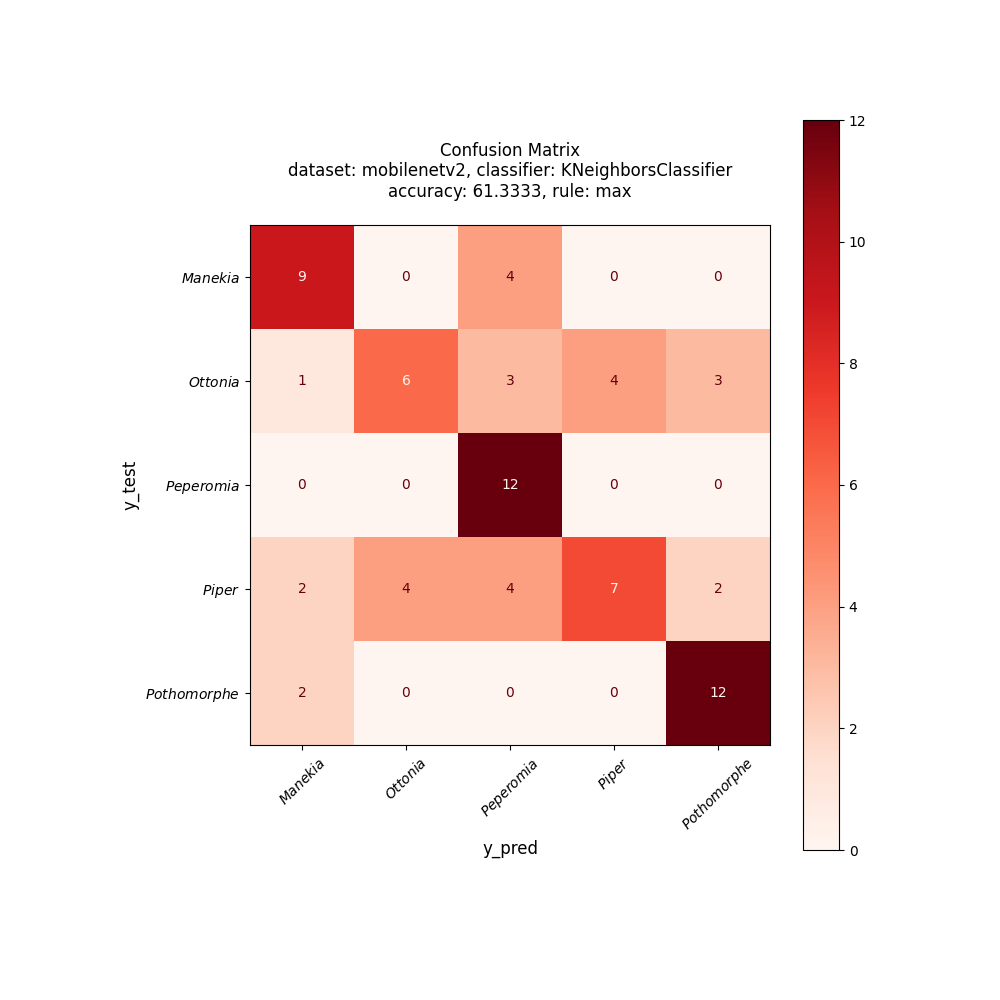 Confusion Matrix
dataset: mobilenetv2, classifier: KNeighborsClassifier
accuracy: 61.3333, rule: max
Manekia 9 0 4 0 0
Ottonia 1 6 3 4 3
Peperomia 0 0 12 0 0
Piper 2 4 4 7 2
Pothomorphe 2 0 0 0 12
y_test
Manekia Ottonia Peperomia Piper Pothomorphe
y_pred
12
10
8
6
4
2
0